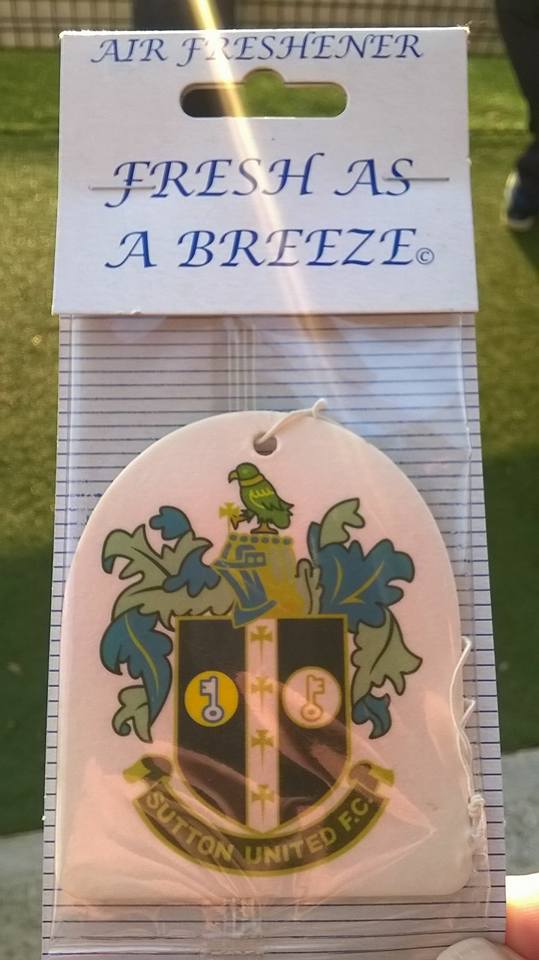 AIR FRESHENER
FRESH AS
A BREEZE©
SUTTON UNITED F.C.